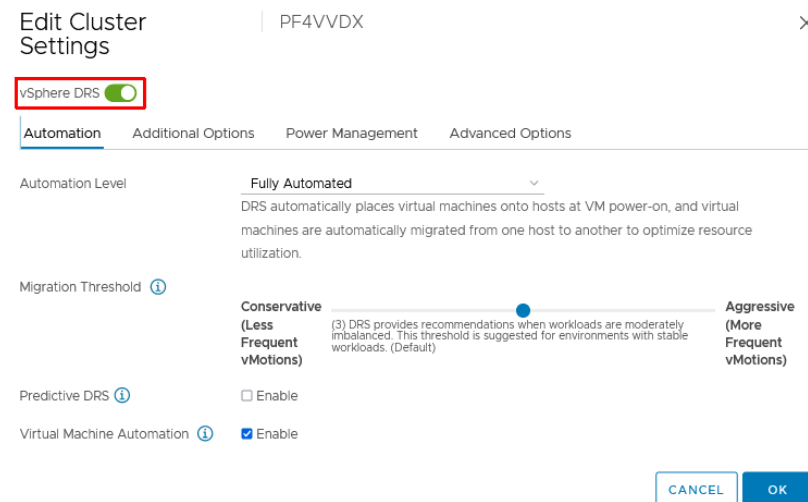 Edit Cluster
Settings
PF4VVDX
vSphere DRS
Automation
Additional Options
Power Management
Advanced Options
Automation Level
Fully Automated
DRS automatically places virtual machines onto hosts at VM power-on, and virtual
machines are automatically migrated from one host to another to optimize resource
utilization.
Migration Threshold
Conservative
(Less
Frequent
vMotions)
(3) DRS provides recommendations when workloads are moderately
imbalanced. This threshold is suggested for environments with stable
workloads. (Default)
Aggressive
(More
Frequent
vMotions)
Predictive DRS
Enable
Virtual Machine Automation
Enable
CANCEL
OK